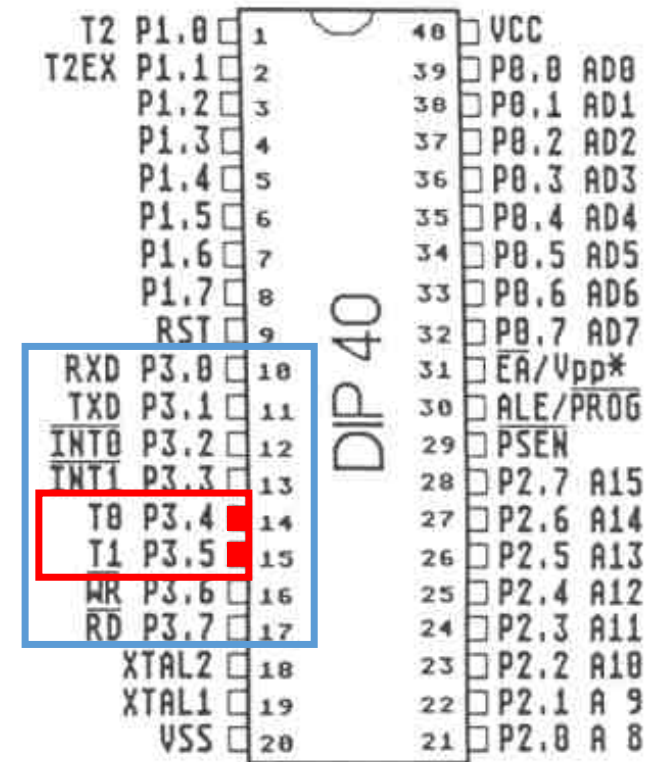 T2 P1.0 1 40 VCC
T2EX P1.1 2 39 P0.0 AD0
P1.2 3 38 P0.1 AD1
P1.3 4 37 P0.2 AD2
P1.4 5 36 P0.3 AD3
P1.5 6 35 P0.4 AD4
P1.6 7 34 P0.5 AD5
P1.7 8 33 P0.6 AD6
RST 9 32 P0.7 AD7
RXD P3.0 10 31 EA/Vpp*
TXD P3.1 11 30 ALE/PROG
INT0 P3.2 12 29 PSEN
INT1 P3.3 13 28 P2.7 A15
T0 P3.4 14 27 P2.6 A14
T1 P3.5 15 26 P2.5 A13
WR P3.6 16 25 P2.4 A12
RD P3.7 17 24 P2.3 A11
XTAL2 18 23 P2.2 A10
XTAL1 19 22 P2.1 A 9
VSS 20 21 P2.0 A 8
DIP 40